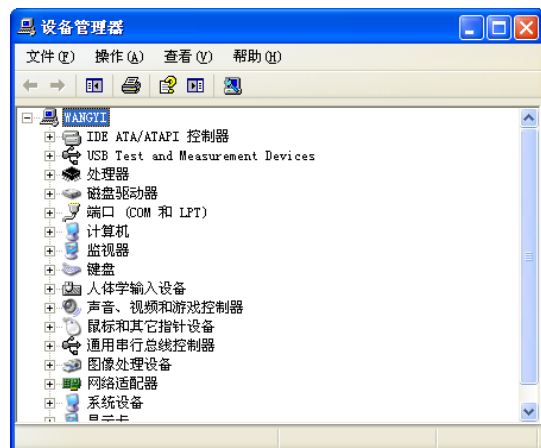 设备管理器
文件(F) 操作(A) 查看(V) 帮助(H)
WANGYI
IDE ATA/ATAPI 控制器
USB Test and Measurement Devices
处理器
磁盘驱动器
端口 (COM 和 LPT)
计算机
监视器
键盘
人体学输入设备
声音、视频和游戏控制器
鼠标和其它指针设备
通用串行总线控制器
图像处理设备
网络适配器
系统设备
显示卡